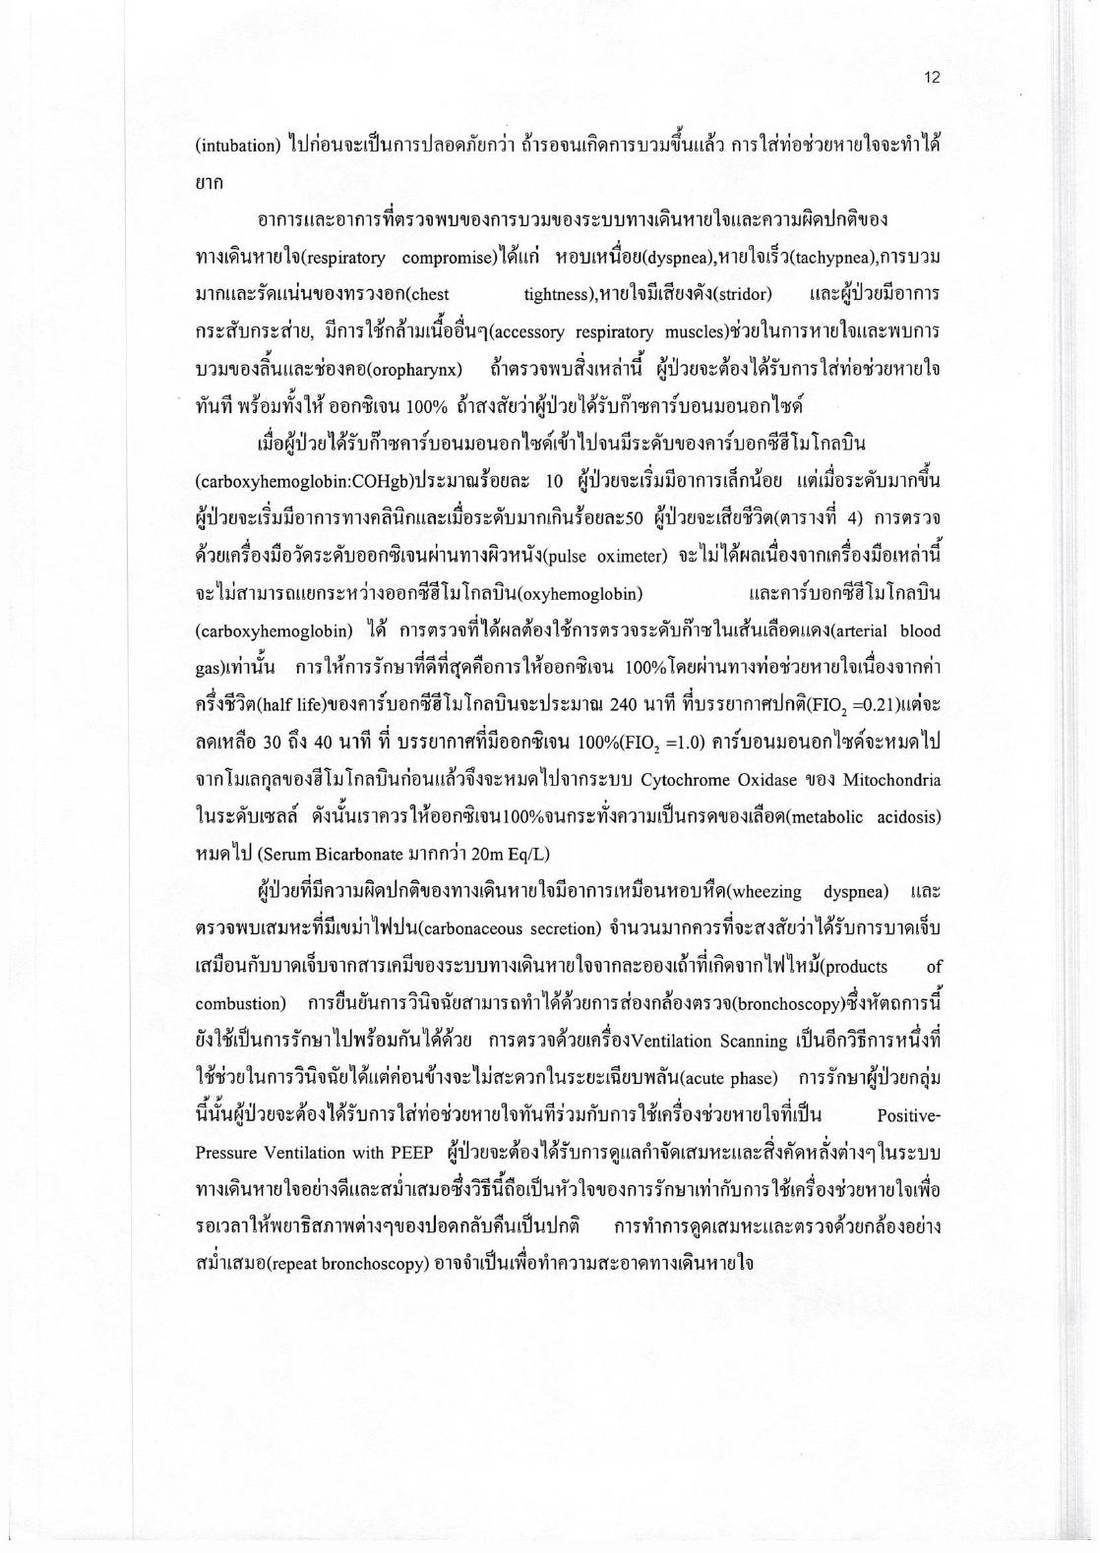 12
(intubation) ไปก่อนจะเป็นการปลอดภัยกว่า ถ้ารอจนเกิดการบวมขึ้นแล้ว การใส่ท่อช่วยหายใจจะทำได้
ยาก
อาการและอาการที่ตรวจพบของการบวมของระบบทางเดินหายใจและความผิดปกติของ
ทางเดินหายใจ(respiratory compromise)ได้แก่ หอบเหนื่อย(dyspnea),หายใจเร็ว(tachypnea),การบวม
มากและรัดแน่นของทรวงอก(chest tightness),หายใจมีเสียงดัง(stridor) และผู้ป่วยมีอาการ
กระสับกระส่าย, มีการใช้กล้ามเนื้ออื่นๆ(accessory respiratory muscles)ช่วยในการหายใจและพบการ
บวมของลิ้นและช่องคอ(oropharynx) ถ้าตรวจพบสิ่งเหล่านี้ ผู้ป่วยจะต้องได้รับการใส่ท่อช่วยหายใจ
ทันที พร้อมทั้งให้ ออกซิเจน 100% ถ้าสงสัยว่าผู้ป่วยได้รับก๊าซคาร์บอนมอนอกไซด์
เมื่อผู้ป่วยได้รับก๊าซคาร์บอนมอนอกไซด์เข้าไปจนมีระดับของคาร์บอกซีฮีโมโกลบิน
(carboxyhemoglobin:COHgb)ประมาณร้อยละ 10 ผู้ป่วยจะเริ่มมีอาการเล็กน้อย แต่เมื่อระดับมากขึ้น
ผู้ป่วยจะเริ่มมีอาการทางคลินิกและเมื่อระดับมากเกินร้อยละ50 ผู้ป่วยจะเสียชีวิต(ตารางที่ 4) การตรวจ
ด้วยเครื่องมือวัดระดับออกซิเจนผ่านทางผิวหนัง(pulse oximeter) จะไม่ได้ผลเนื่องจากเครื่องมือเหล่านี้
จะไม่สามารถแยกระหว่างออกซีฮีโมโกลบิน(oxyhemoglobin) และคาร์บอกซีฮีโมโกลบิน
(carboxyhemoglobin) ได้ การตรวจที่ได้ผลต้องใช้การตรวจระดับก๊าซในเส้นเลือดแดง(arterial blood
gas)เท่านั้น การให้การรักษาที่ดีที่สุดคือการให้ออกซิเจน 100%โดยผ่านทางท่อช่วยหายใจเนื่องจากค่า
ครึ่งชีวิต(half life)ของคาร์บอกซีฮีโมโกลบินจะประมาณ 240 นาที ที่บรรยากาศปกติ(FIO₂ =0.21)แต่จะ
ลดเหลือ 30 ถึง 40 นาที ที่ บรรยากาศที่มีออกซิเจน 100%(FIO₂ =1.0) คาร์บอนมอนอกไซด์จะหมดไป
จากโมเลกุลของฮีโมโกลบินก่อนแล้วจึงจะหมดไปจากระบบ Cytochrome Oxidase ของ Mitochondria
ในระดับเซลล์ ดังนั้นเราควรให้ออกซิเจน100%จนกระทั่งความเป็นกรดของเลือด(metabolic acidosis)
หมดไป (Serum Bicarbonate มากกว่า 20m Eq/L)
ผู้ป่วยที่มีความผิดปกติของทางเดินหายใจมีอาการเหมือนหอบหืด(wheezing dyspnea) และ
ตรวจพบเสมหะที่มีเขม่าไฟปน(carbonaceous secretion) จำนวนมากควรที่จะสงสัยว่าได้รับการบาดเจ็บ
เสมือนกับบาดเจ็บจากสารเคมีของระบบทางเดินหายใจจากละอองเถ้าที่เกิดจากไฟไหม้(products of
combustion) การยืนยันการวินิจฉัยสามารถทำได้ด้วยการส่องกล้องตรวจ(bronchoscopy)ซึ่งหัตถการนี้
ยังใช้เป็นการรักษาไปพร้อมกันได้ด้วย การตรวจด้วยเครื่องVentilation Scanning เป็นอีกวิธีการหนึ่งที่
ใช้ช่วยในการวินิจฉัยได้แต่ค่อนข้างจะไม่สะดวกในระยะเฉียบพลัน(acute phase) การรักษาผู้ป่วยกลุ่ม
นี้นั้นผู้ป่วยจะต้องได้รับการใส่ท่อช่วยหายใจทันทีร่วมกับการใช้เครื่องช่วยหายใจที่เป็น Positive-
Pressure Ventilation with PEEP ผู้ป่วยจะต้องได้รับการดูแลกำจัดเสมหะและสิ่งคัดหลั่งต่างๆในระบบ
ทางเดินหายใจอย่างดีและสม่ำเสมอซึ่งวิธีนี้ถือเป็นหัวใจของการรักษาเท่ากับการใช้เครื่องช่วยหายใจเพื่อ
รอเวลาให้พยาธิสภาพต่างๆของปอดกลับคืนเป็นปกติ การทำการดูดเสมหะและตรวจด้วยกล้องอย่าง
สม่ำเสมอ(repeat bronchoscopy) อาจจำเป็นเพื่อทำความสะอาดทางเดินหายใจ